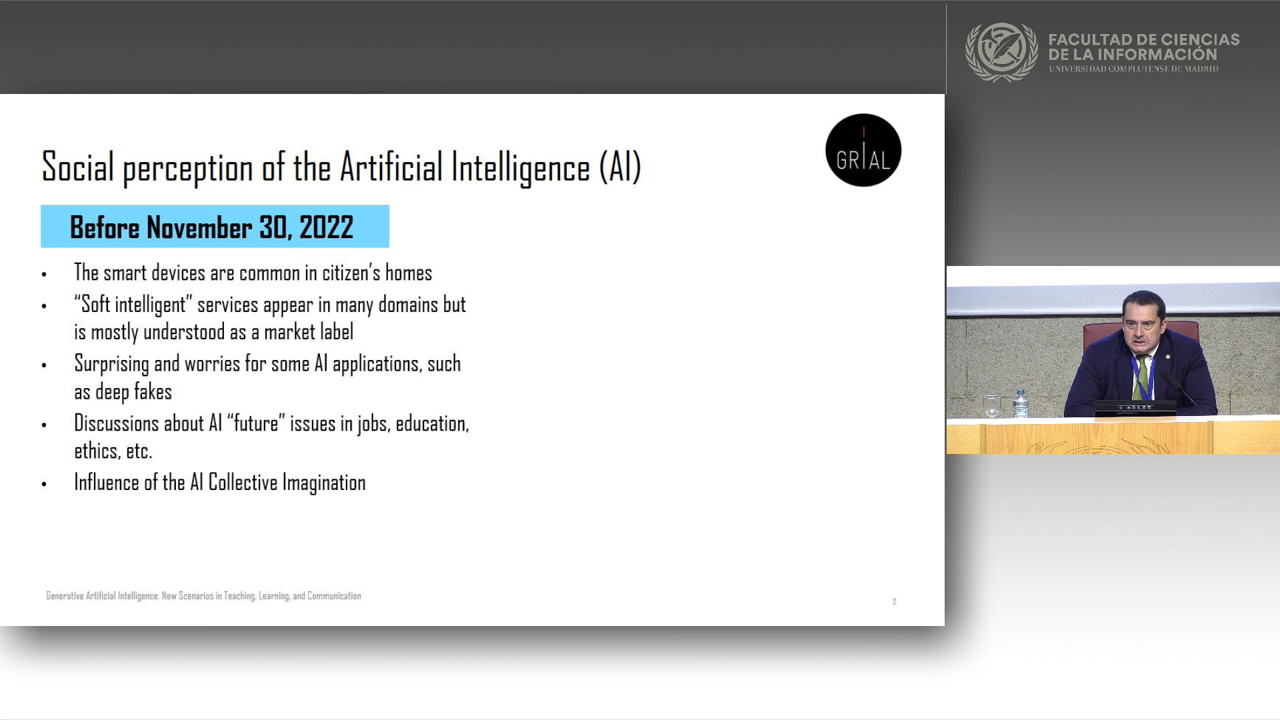 FACULTAD DE CIENCIAS
DE LA INFORMACIÓN
UNIVERSIDAD COMPLUTENSE DE MADRID
GRIAL
Social perception of the Artificial Intelligence (AI)
Before November 30, 2022
• The smart devices are common in citizen’s homes
• “Soft intelligent” services appear in many domains but
is mostly understood as a market label
• Surprising and worries for some AI applications, such
as deep fakes
• Discussions about AI “future” issues in jobs, education,
ethics, etc.
• Influence of the AI Collective Imagination
Generative Artificial Intelligence: New Scenarios in Teaching, Learning, and Communication
2